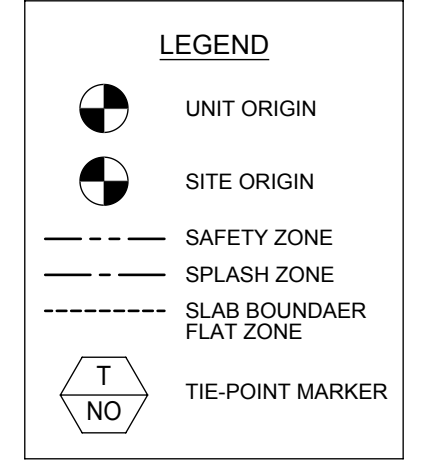 LEGEND
UNIT ORIGIN
SITE ORIGIN
SAFETY ZONE
SPLASH ZONE
SLAB BOUNDAER
FLAT ZONE
T
NO
TIE-POINT MARKER